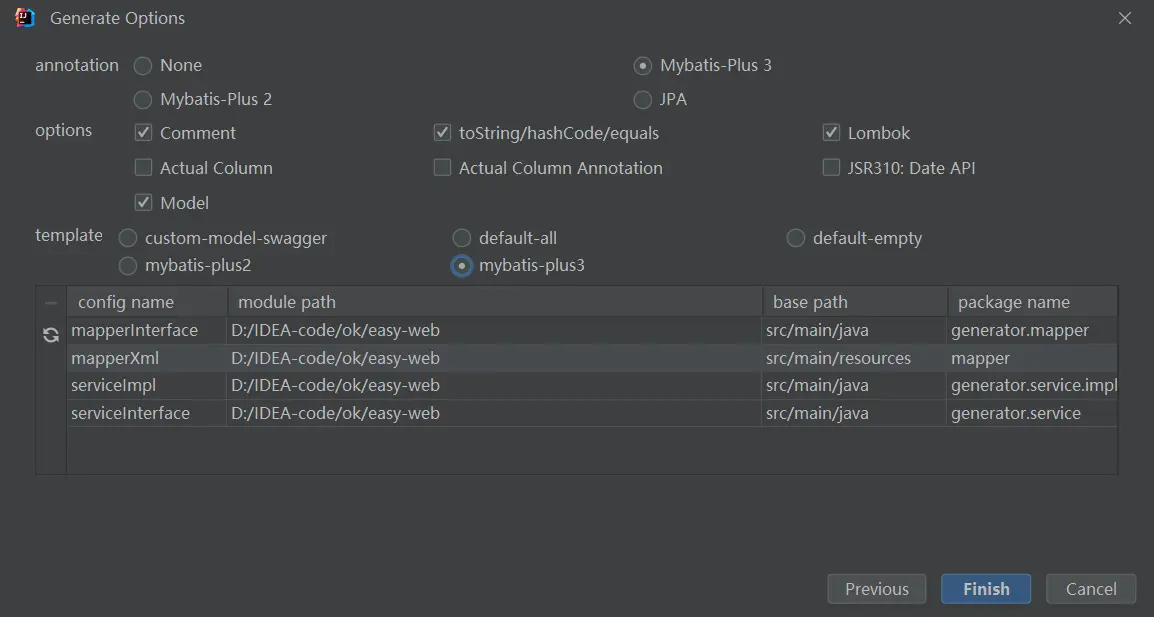 Generate Options
annotation None Mybatis-Plus 3
Mybatis-Plus 2 JPA
options Comment toString/hashCode/equals Lombok
Actual Column Actual Column Annotation JSR310: Date API
Model
template custom-model-swagger default-all default-empty
mybatis-plus2 mybatis-plus3
config name module path base path package name
mapperInterface D:/IDEA-code/ok/easy-web src/main/java generator.mapper
mapperXml D:/IDEA-code/ok/easy-web src/main/resources mapper
serviceImpl D:/IDEA-code/ok/easy-web src/main/java generator.service.impl
serviceInterface D:/IDEA-code/ok/easy-web src/main/java generator.service
Previous Finish Cancel